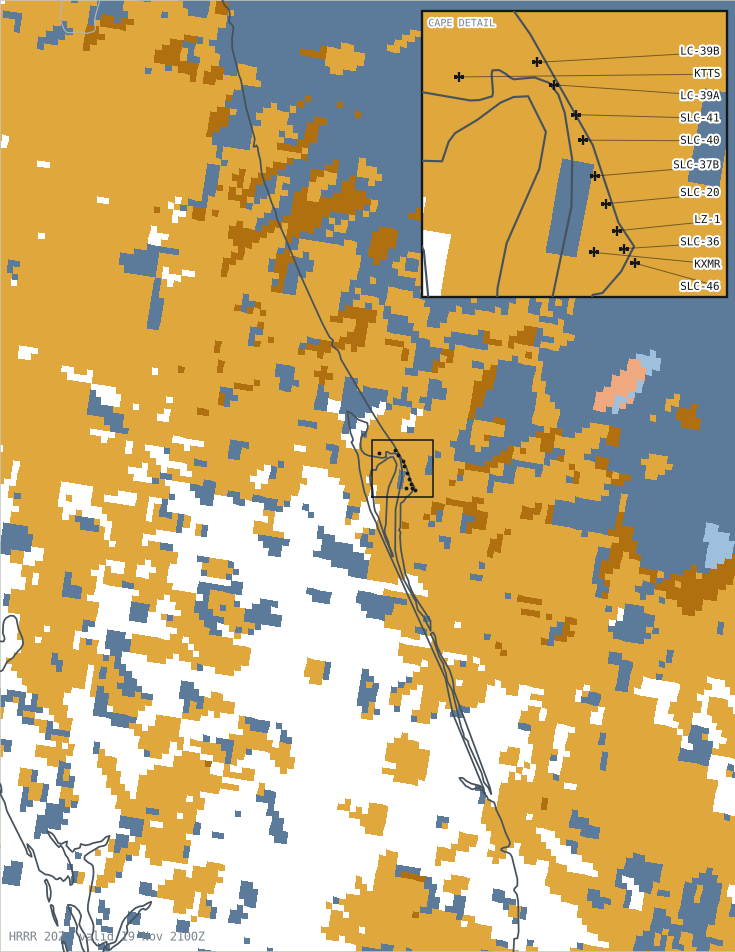 CAPE DETAIL
LC-39B
KTTS
LC-39A
SLC-41
SLC-40
SLC-37B
SLC-20
LZ-1
SLC-36
KXMR
SLC-46
HRRR valid 19 Nov 2100Z